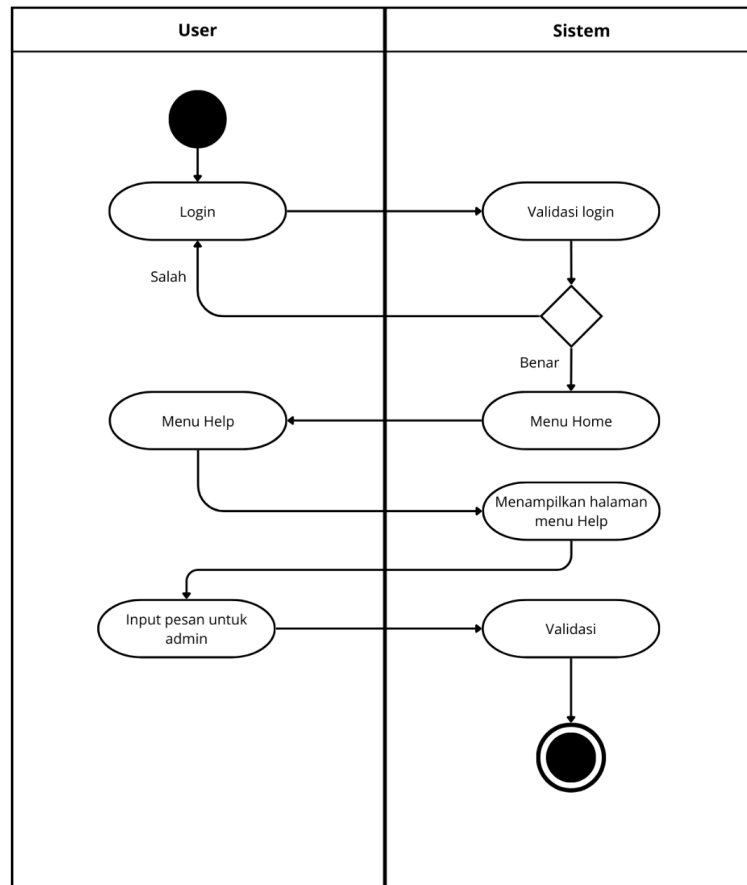 User
Sistem
Login
Validasi login
Salah
Benar
Menu Help
Menu Home
Menampilkan halaman
menu Help
Input pesan untuk
admin
Validasi